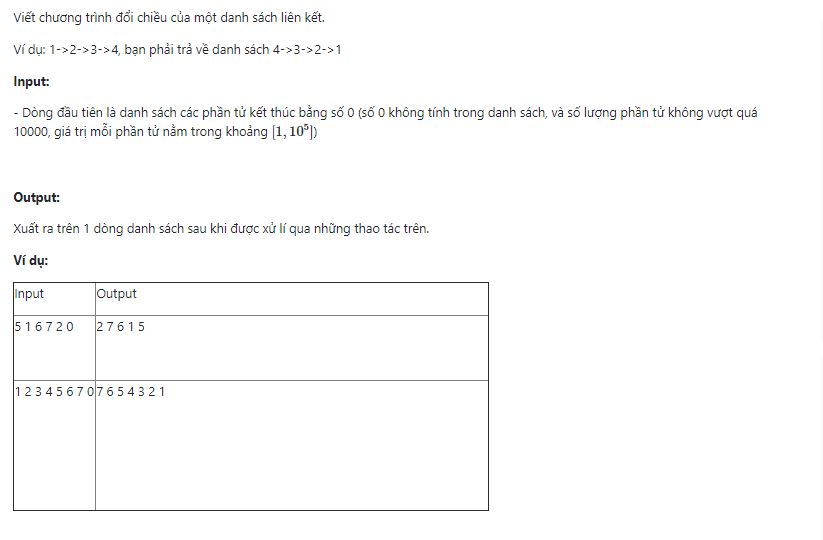 Viết chương trình đổi chiều của một danh sách liên kết.
Ví dụ: 1->2->3->4, bạn phải trả về danh sách 4->3->2->1
Input:
- Dòng đầu tiên là danh sách các phần tử kết thúc bằng số 0 (số 0 không tính trong danh sách, và số lượng phần tử không vượt quá
10000, giá trị mỗi phần tử nằm trong khoảng [1, 10⁵])
Output:
Xuất ra trên 1 dòng danh sách sau khi được xử lí qua những thao tác trên.
Ví dụ:
Input Output
5 1 6 7 2 0 2 7 6 1 5
1 2 3 4 5 6 7 0 7 6 5 4 3 2 1